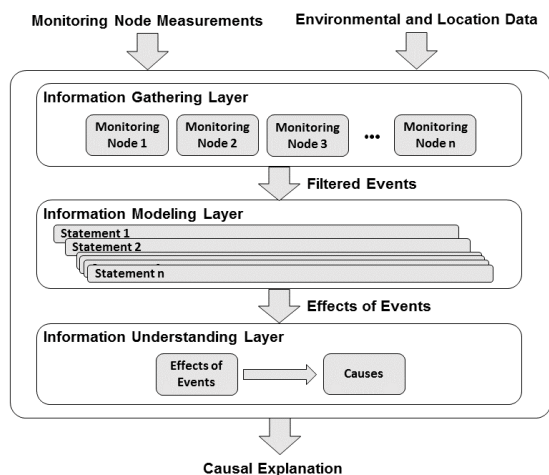 Monitoring Node Measurements
Environmental and Location Data
Information Gathering Layer
Monitoring Node 1
Monitoring Node 2
Monitoring Node 3
•••
Monitoring Node n
Filtered Events
Information Modeling Layer
Statement 1
Statement 2
Statement n
Effects of Events
Information Understanding Layer
Effects of Events
Causes
Causal Explanation